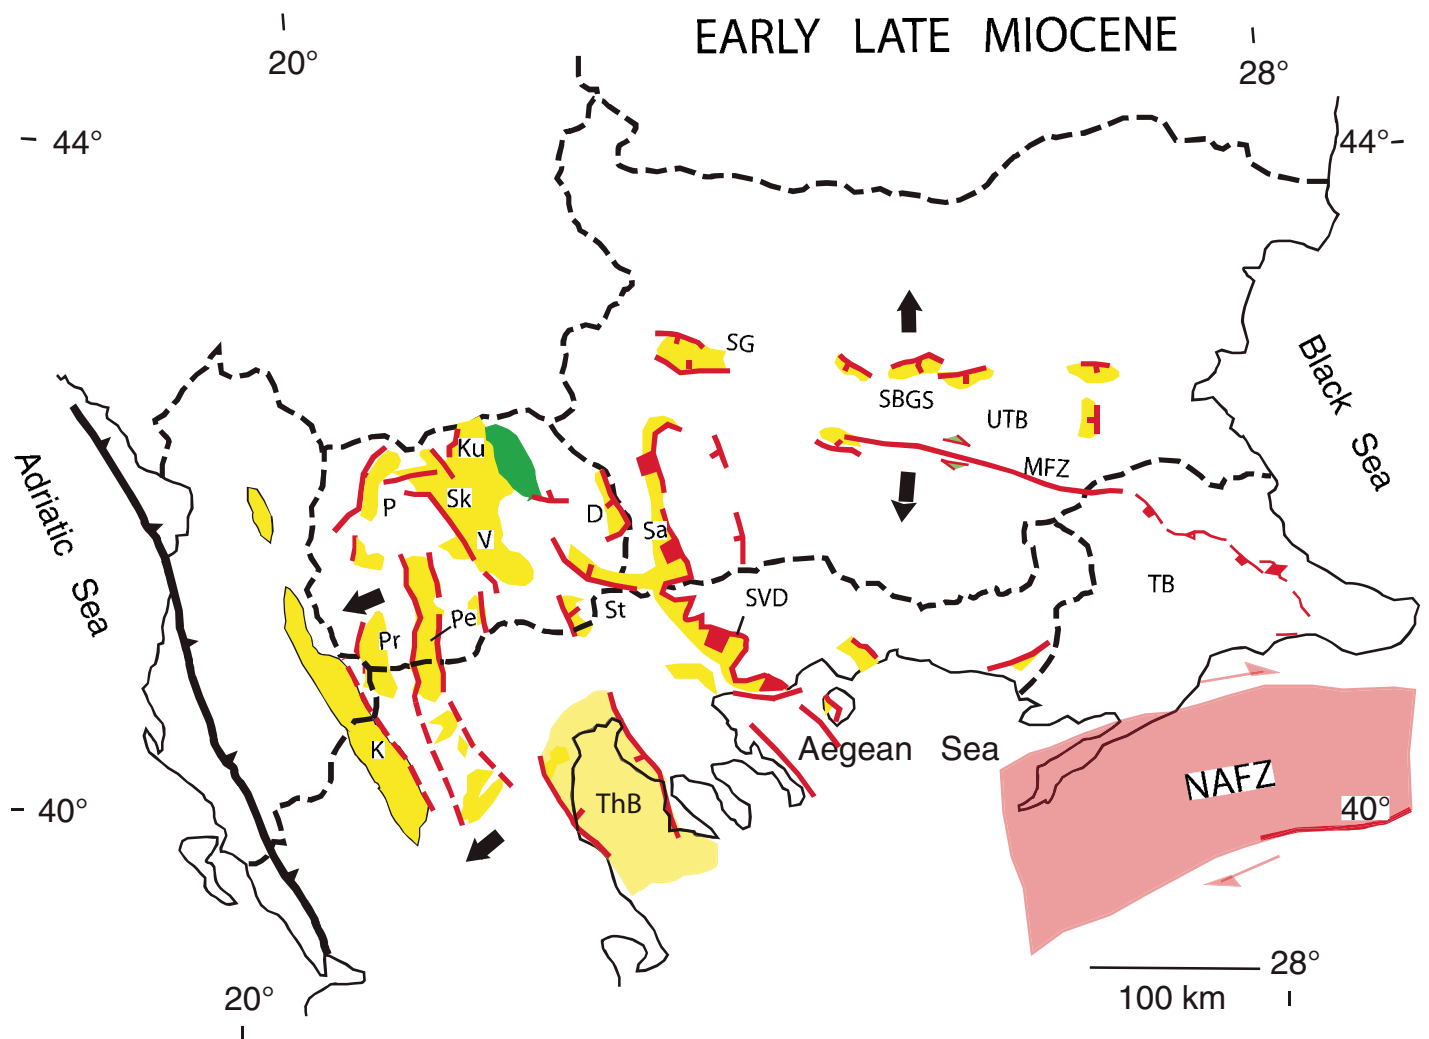 EARLY LATE MIOCENE
20°
28°
44°
44°
SG
Black Sea
SBGS
UTB
Ku
MFZ
Adriatic Sea
P
Sk
D
Sa
V
TB
SVD
St
Pe
Pr
K
Aegean Sea
NAFZ
ThB
40°
40°
28°
20°
100 km